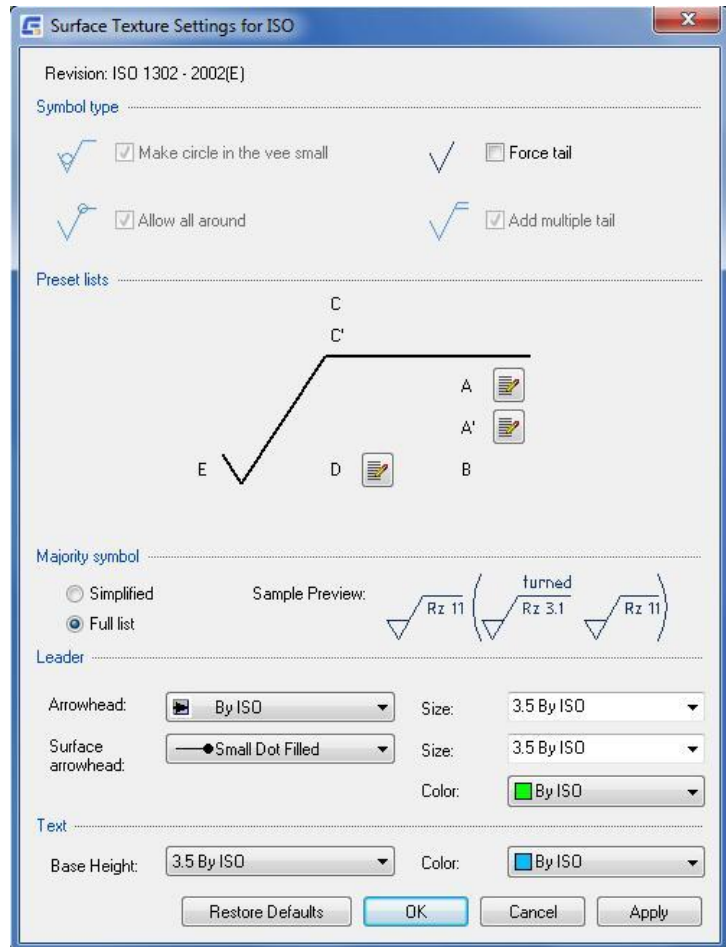 Surface Texture Settings for ISO
Revision: ISO 1302 - 2002(E)
Symbol type
Make circle in the vee small
Force tail
Allow all around
Add multiple tail
Preset lists
C
C'
A
A'
E
D
B
Majority symbol
Simplified
Full list
Sample Preview:
turned
Rz 11
Rz 3.1
Rz 11
Leader
Arrowhead:
By ISO
Size:
3.5 By ISO
Surface
arrowhead:
Small Dot Filled
Size:
3.5 By ISO
Color:
By ISO
Text
Base Height:
3.5 By ISO
Color:
By ISO
Restore Defaults
OK
Cancel
Apply